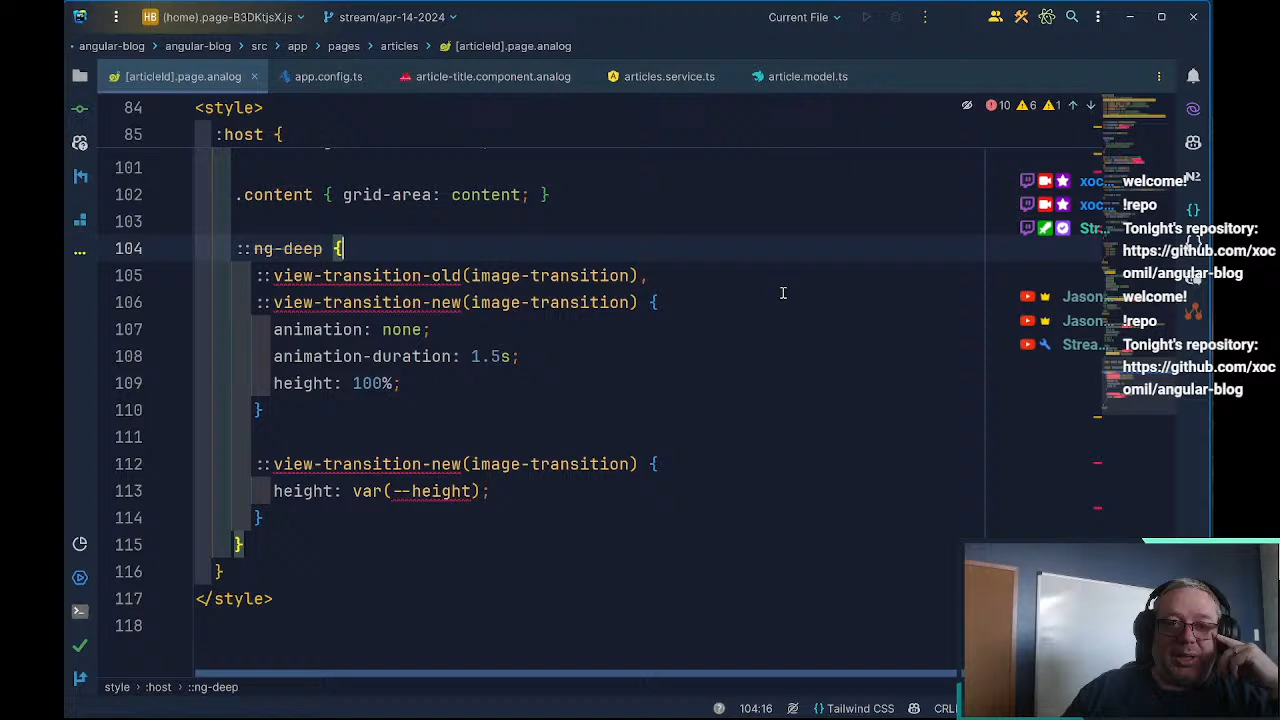 HB (home).page-B3DKtjsX.js
stream/apr-14-2024
Current File
angular-blog > angular-blog > src > app > pages > articles > [articleId].page.analog
[articleId].page.analog
app.config.ts
article-title.component.analog
articles.service.ts
article.model.ts
84 <style>
85 :host {
10 6 1
101
102 .content { grid-area: content; }
103
104 ::ng-deep {
105 ::view-transition-old(image-transition),
106 ::view-transition-new(image-transition) {
107 animation: none;
108 animation-duration: 1.5s;
109 height: 100%;
110 }
111
112 ::view-transition-new(image-transition) {
113 height: var(--height);
114 }
115 }
116 }
117 </style>
118
xoc... welcome!
xoc... !repo
Str... Tonight's repository:
https://github.com/xoc
omil/angular-blog
Jason... welcome!
Jason... !repo
Strea... Tonight's repository:
https://github.com/xoc
omil/angular-blog
style > :host > ::ng-deep
104:16
{} Tailwind CSS
CRL